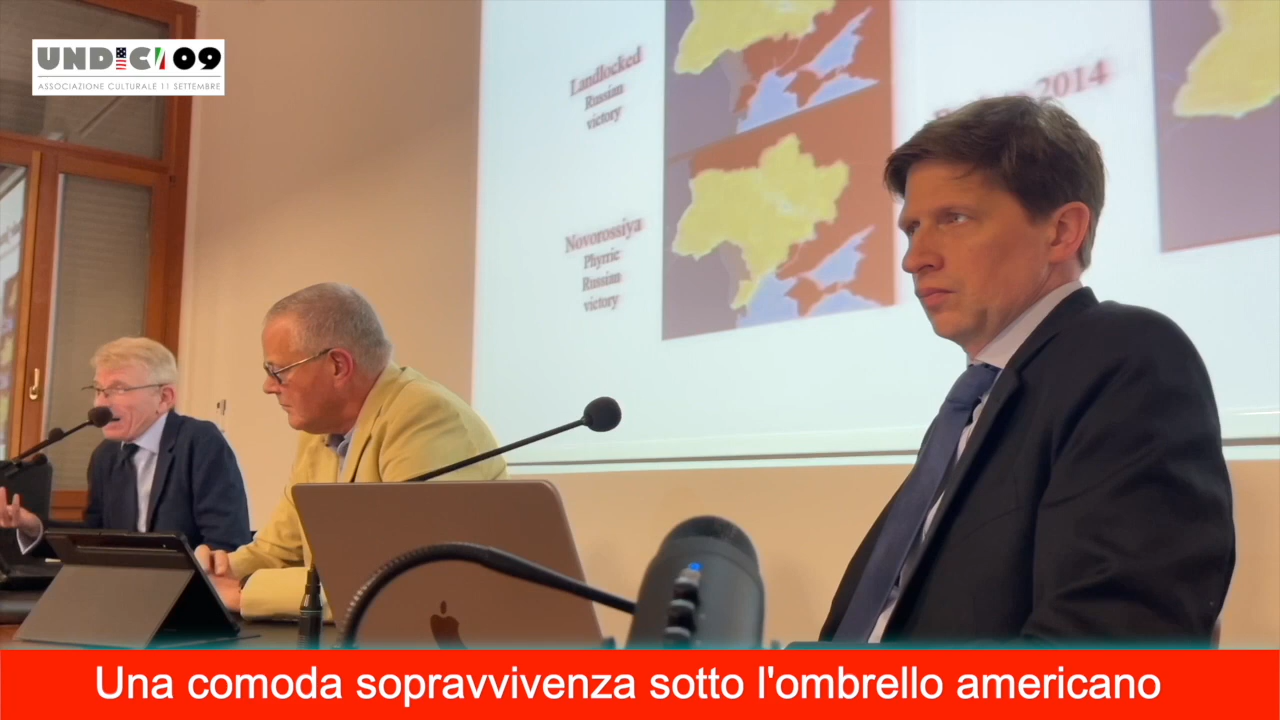 UNDICI09
ASSOCIAZIONE CULTURALE 11 SETTEMBRE
Landlocked
Russian
victory
2014
Novorossiya
Phyrric
Russian
victory
Una comoda sopravvivenza sotto l'ombrello americano